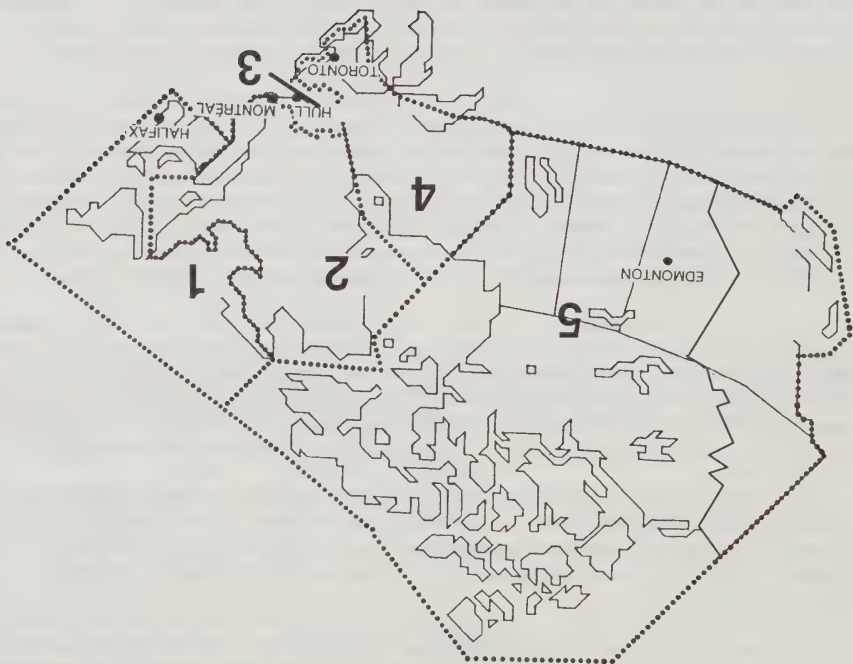 5
EDMONTON
4
2
1
TORONTO
3
HULL
MONTRÉAL
HALIFAX